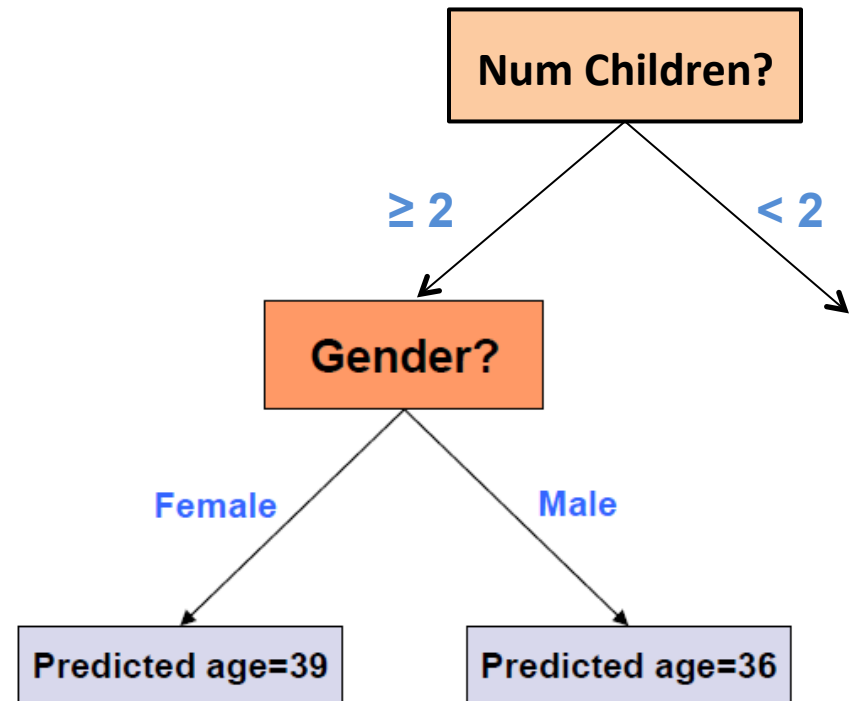 Num Children?
≥ 2
< 2
Gender?
Female
Male
Predicted age=39
Predicted age=36